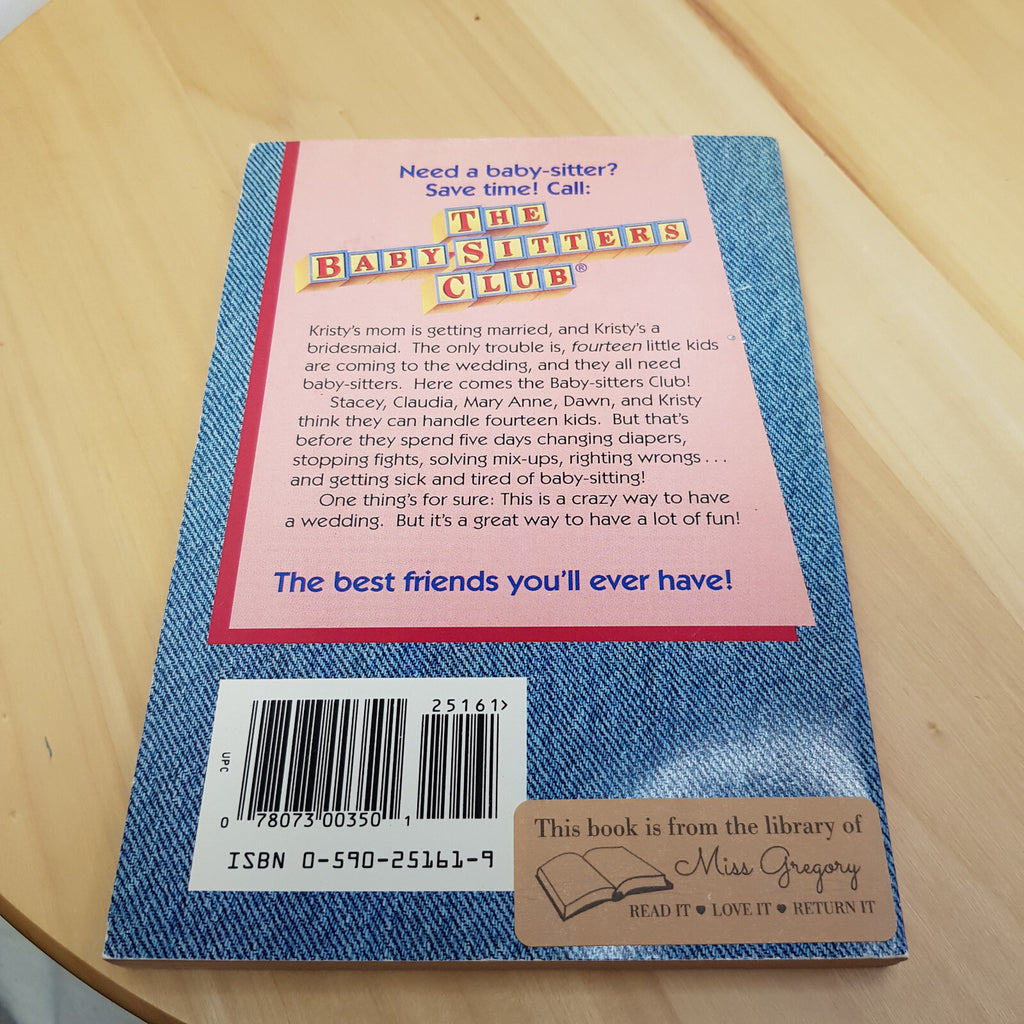 Need a baby-sitter?
Save time! Call:
THE
BABY-SITTERS
CLUB®
Kristy's mom is getting married, and Kristy's a
bridesmaid. The only trouble is, fourteen little kids
are coming to the wedding, and they all need
baby-sitters. Here comes the Baby-sitters Club!
Stacey, Claudia, Mary Anne, Dawn, and Kristy
think they can handle fourteen kids. But that's
before they spend five days changing diapers,
stopping fights, solving mix-ups, righting wrongs...
and getting sick and tired of baby-sitting!
One thing's for sure: This is a crazy way to have
a wedding. But it's a great way to have a lot of fun!
The best friends you'll ever have!
25161>
UPC
0 78073 00350 1
ISBN 0-590-25161-9
This book is from the library of
Miss Gregory
READ IT ♥ LOVE IT ♥ RETURN IT